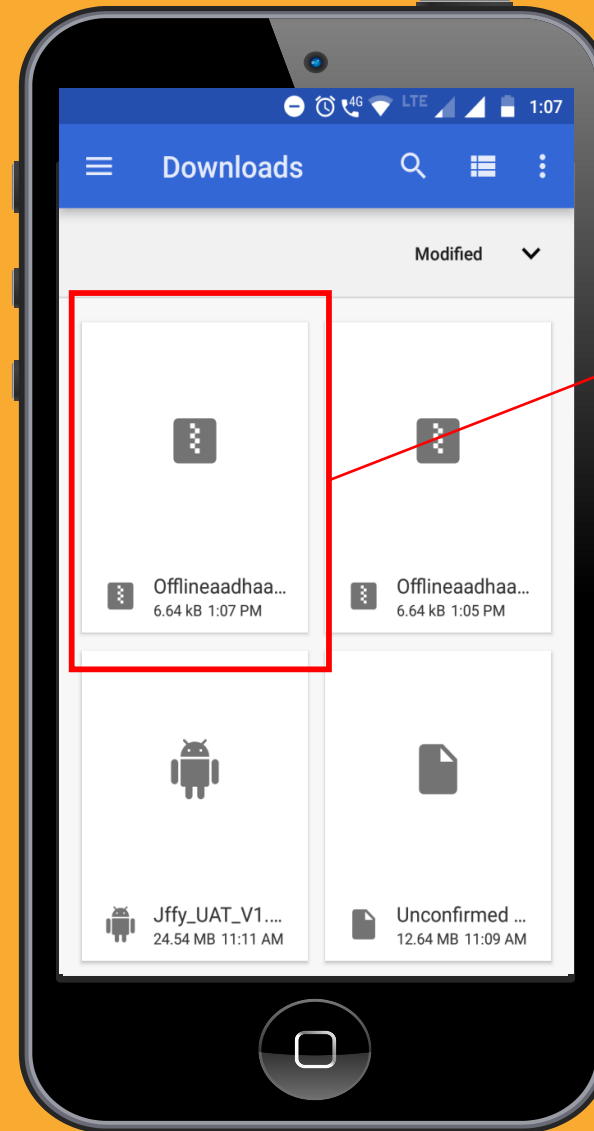 4G LTE 1:07
Downloads
Modified
Offlineaadhaa...
6.64 kB 1:07 PM
Offlineaadhaa...
6.64 kB 1:05 PM
Jffy_UAT_V1....
24.54 MB 11:11 AM
Unconfirmed ...
12.64 MB 11:09 AM